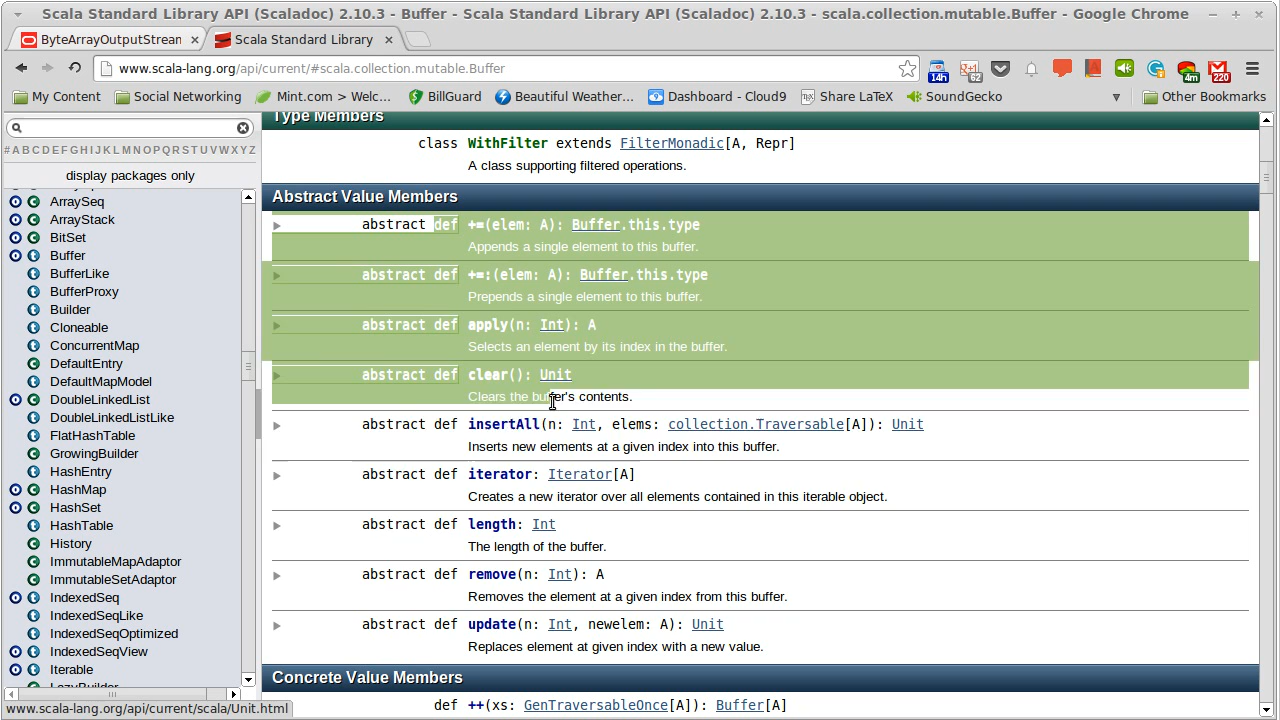 Scala Standard Library API (Scaladoc) 2.10.3 - Buffer - Scala Standard Library API (Scaladoc) 2.10.3 - scala.collection.mutable.Buffer - Google Chrome
ByteArrayOutputStrean
Scala Standard Library
www.scala-lang.org/api/current/#scala.collection.mutable.Buffer
14h
62
4m
220
My Content
Social Networking
Mint.com > Welc...
BillGuard
Beautiful Weather...
Dashboard - Cloud9
Share LaTeX
SoundGecko
Other Bookmarks
#ABCDEFGHIJKLMNOPQRSTUVWXYZ
display packages only
ArraySeq
ArrayStack
BitSet
Buffer
BufferLike
BufferProxy
Builder
Cloneable
ConcurrentMap
DefaultEntry
DefaultMapModel
DoubleLinkedList
DoubleLinkedListLike
FlatHashTable
GrowingBuilder
HashEntry
HashMap
HashSet
HashTable
History
ImmutableMapAdaptor
ImmutableSetAdaptor
IndexedSeq
IndexedSeqLike
IndexedSeqOptimized
IndexedSeqView
Iterable
LazyBuilder
www.scala-lang.org/api/current/scala/Unit.html
Type Members
class WithFilter extends FilterMonadic[A, Repr]
A class supporting filtered operations.
Abstract Value Members
abstract def +=(elem: A): Buffer.this.type
Appends a single element to this buffer.
abstract def +=:(elem: A): Buffer.this.type
Prepends a single element to this buffer.
abstract def apply(n: Int): A
Selects an element by its index in the buffer.
abstract def clear(): Unit
Clears the buffer's contents.
abstract def insertAll(n: Int, elems: collection.Traversable[A]): Unit
Inserts new elements at a given index into this buffer.
abstract def iterator: Iterator[A]
Creates a new iterator over all elements contained in this iterable object.
abstract def length: Int
The length of the buffer.
abstract def remove(n: Int): A
Removes the element at a given index from this buffer.
abstract def update(n: Int, newelem: A): Unit
Replaces element at given index with a new value.
Concrete Value Members
def ++(xs: GenTraversableOnce[A]): Buffer[A]